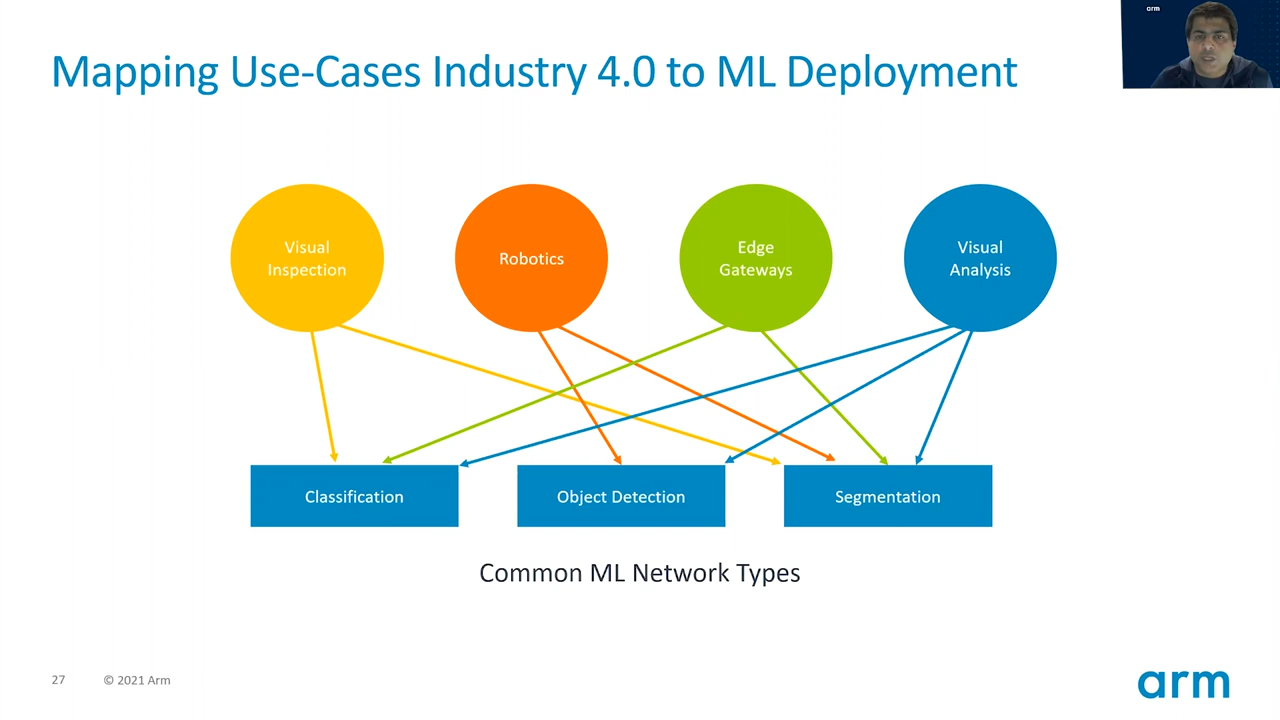 arm
Mapping Use-Cases Industry 4.0 to ML Deployment
Visual
Inspection
Robotics
Edge
Gateways
Visual
Analysis
Classification
Object Detection
Segmentation
Common ML Network Types
27
© 2021 Arm
arm